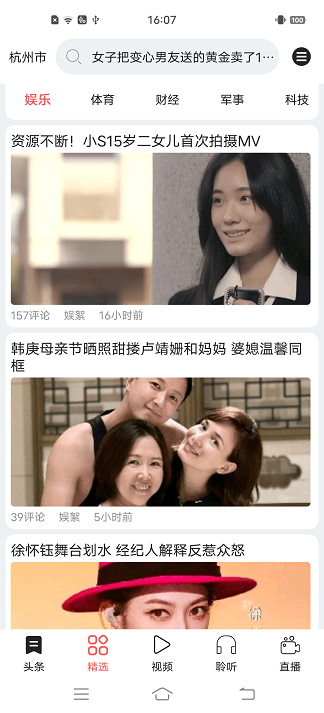 16:07
100
杭州市
女子把变心男友送的黄金卖了1…
娱乐 体育 财经 军事 科技
资源不断！小S15岁二女儿首次拍摄MV
157评论 娱絮 16小时前
韩庚母亲节晒照甜搂卢靖姗和妈妈 婆媳温馨同
框
39评论 娱絮 5小时前
徐怀钰舞台划水 经纪人解释反惹众怒
徐
头条 精选 视频 聆听 直播